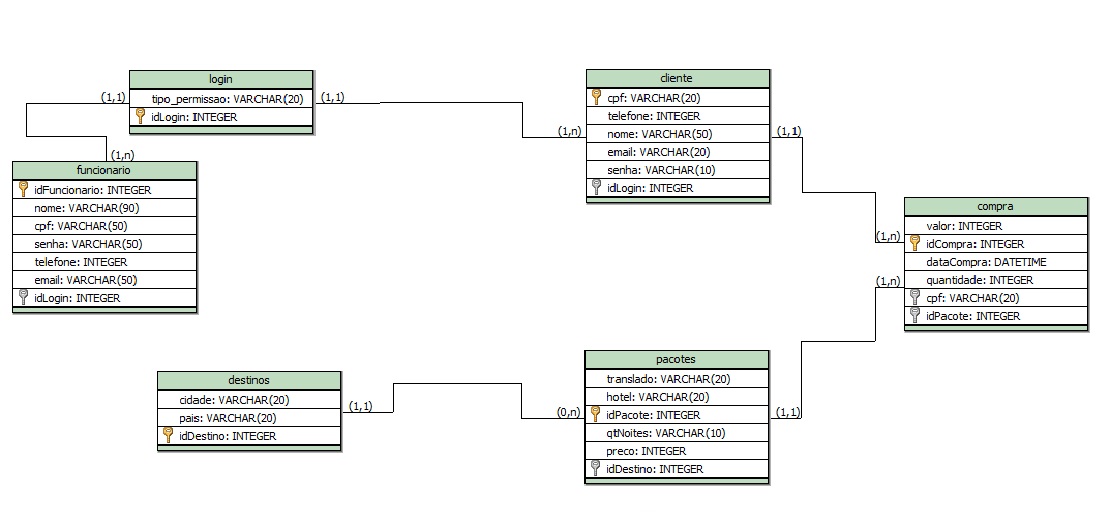 login
tipo_permissao: VARCHAR(20)
idLogin: INTEGER
(1,1)
(1,1)
(1,n)
funcionario
idFuncionario: INTEGER
nome: VARCHAR(90)
cpf: VARCHAR(50)
senha: VARCHAR(50)
telefone: INTEGER
email: VARCHAR(50)
idLogin: INTEGER
cliente
cpf: VARCHAR(20)
telefone: INTEGER
nome: VARCHAR(50)
email: VARCHAR(20)
senha: VARCHAR(10)
idLogin: INTEGER
(1,n)
(1,1)
compra
valor: INTEGER
idCompra: INTEGER
dataCompra: DATETIME
quantidade: INTEGER
cpf: VARCHAR(20)
idPacote: INTEGER
(1,n)
(1,n)
destinos
cidade: VARCHAR(20)
pais: VARCHAR(20)
idDestino: INTEGER
(1,1)
(0,n)
pacotes
translado: VARCHAR(20)
hotel: VARCHAR(20)
idPacote: INTEGER
qtNoites: VARCHAR(10)
preco: INTEGER
idDestino: INTEGER
(1,1)